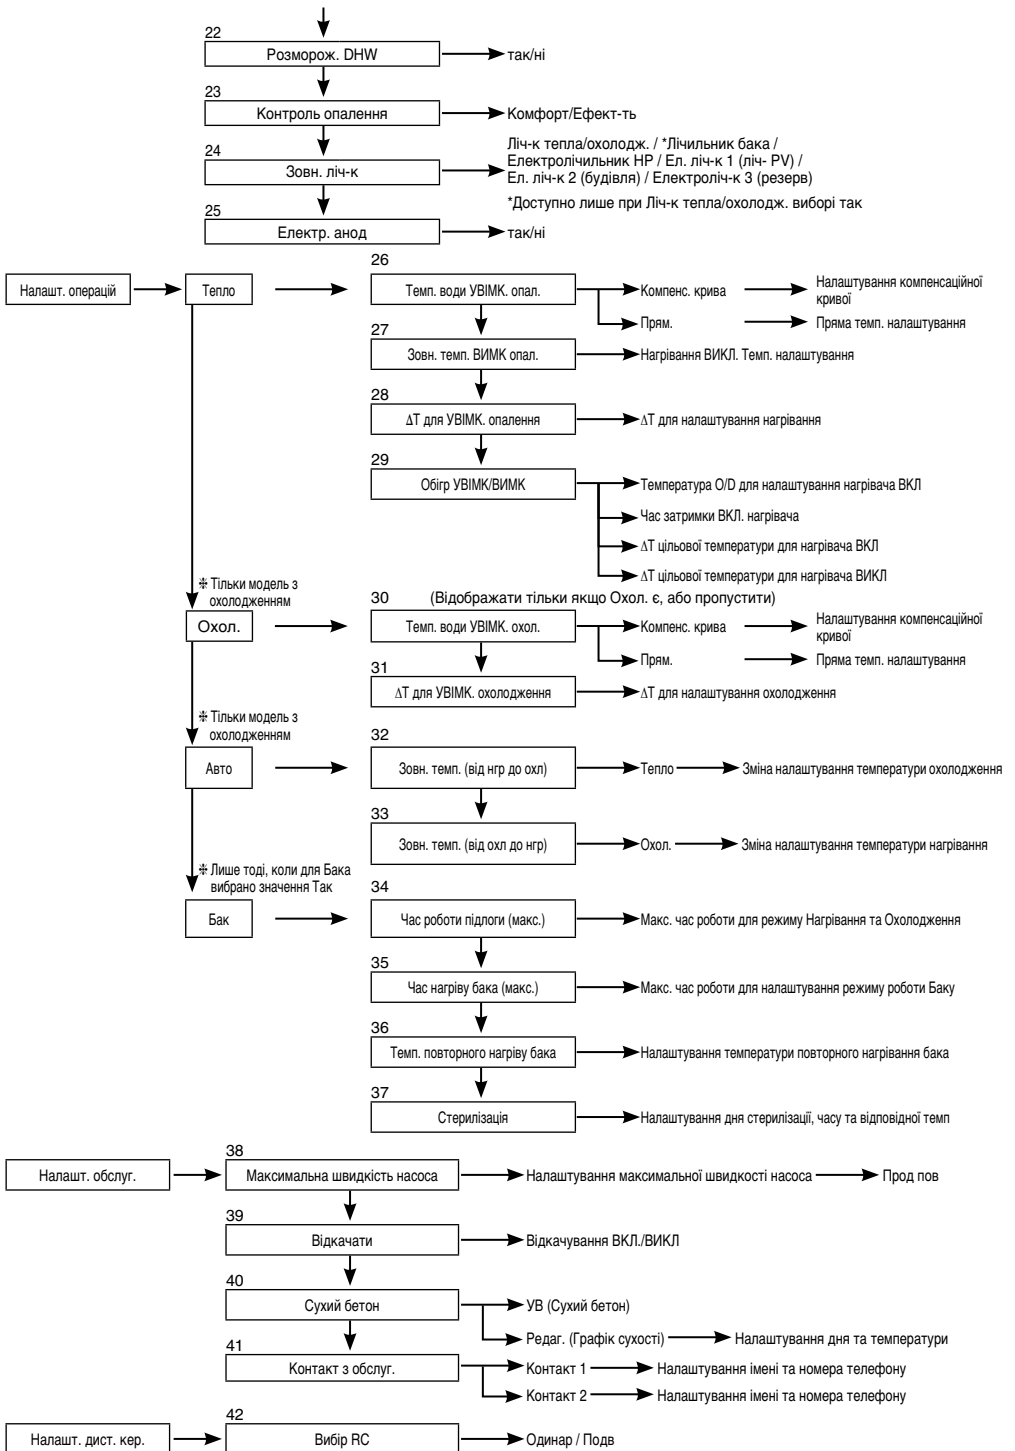 22
Розморож. DHW
так/ні
23
Контроль опалення
Комфорт/Ефект-ть
24
Зовн. ліч-к
Ліч-к тепла/охолодж. / *Лічильник бака /
Електролічильник HP / Ел. ліч-к 1 (ліч- PV) /
Ел. ліч-к 2 (будівля) / Електроліч-к 3 (резерв)
*Доступно лише при Ліч-к тепла/охолодж. виборі так
25
Електр. анод
так/ні
26
Налашт. операцій
Тепло
Темп. води УВІМК. опал.
Компенс. крива
Налаштування компенсаційної
кривої
Прям.
Пряма темп. налаштування
27
Зовн. темп. ВИМК опал.
Нагрівання ВИКЛ. Темп. налаштування
28
ΔT для УВІМК. опалення
ΔT для налаштування нагрівання
29
Обігр УВІМК/ВИМК
Температура O/D для налаштування нагрівача ВКЛ
Час затримки ВКЛ. нагрівача
ΔT цільової температури для нагрівача ВКЛ
ΔT цільової температури для нагрівача ВИКЛ
※ Тільки модель з
охолодженням
30
(Відображати тільки якщо Охол. є, або пропустити)
Охол.
Темп. води УВІМК. охол.
Компенс. крива
Налаштування компенсаційної
кривої
Прям.
Пряма темп. налаштування
31
ΔT для УВІМК. охолодження
ΔT для налаштування охолодження
※ Тільки модель з
охолодженням
32
Авто
Зовн. темп. (від нгр до охл)
Тепло
Зміна налаштування температури охолодження
33
Зовн. темп. (від охл до нгр)
Охол.
Зміна налаштування температури нагрівання
※ Лише тоді, коли для Бака
вибрано значення Так
34
Бак
Час роботи підлоги (макс.)
Макс. час роботи для режиму Нагрівання та Охолодження
35
Час нагріву бака (макс.)
Макс. час роботи для налаштування режиму роботи Баку
36
Темп. повторного нагріву бака
Налаштування температури повторного нагрівання бака
37
Стерилізація
Налаштування дня стерилізації, часу та відповідної темп
38
Налашт. обслуг.
Максимальна швидкість насоса
Налаштування максимальної швидкості насоса
Прод пов
39
Відкачати
Відкачування ВКЛ./ВИКЛ
40
Сухий бетон
УВ (Сухий бетон)
Редаг. (Графік сухості)
Налаштування дня та температури
41
Контакт з обслуг.
Контакт 1
Налаштування імені та номера телефону
Контакт 2
Налаштування імені та номера телефону
42
Налашт. дист. кер.
Вибір RC
Одинар / Подв